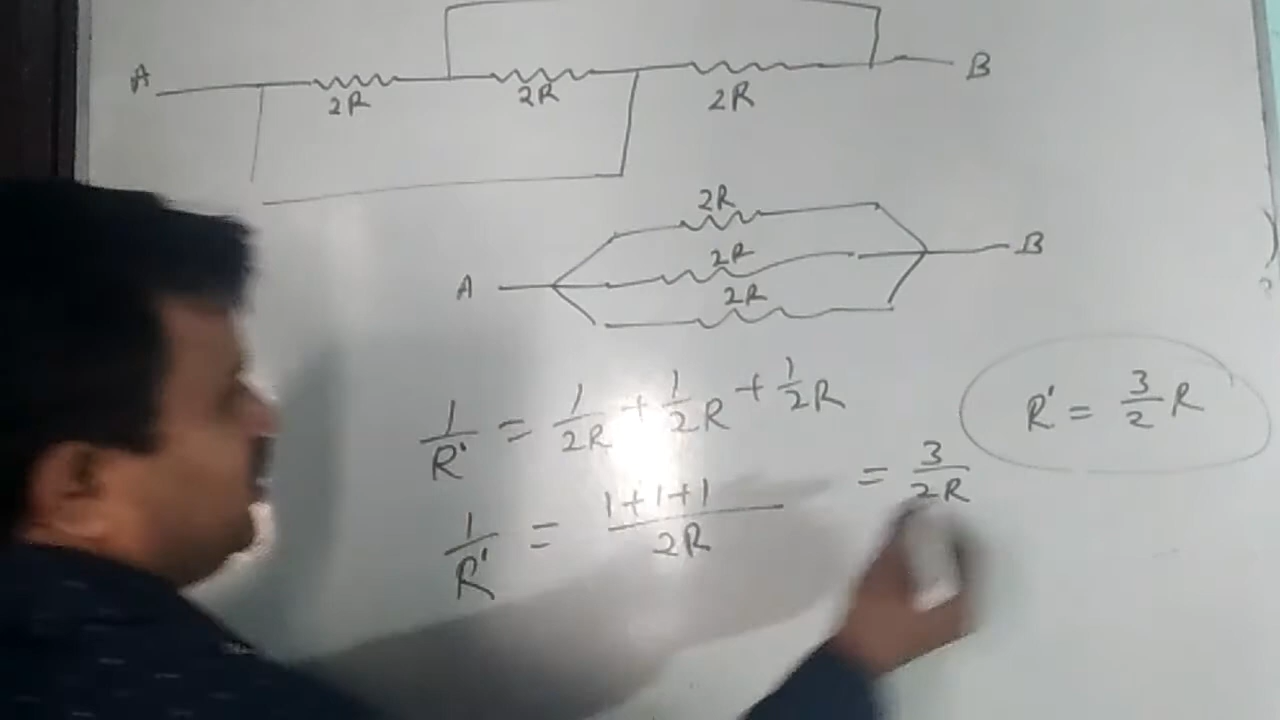 A B
2R 2R 2R
2R
A 2R B
2R
1/R' = 1/2R + 1/2R + 1/2R
R' = 3/2 R
1/R' = 1+1+1/2R = 3/2R